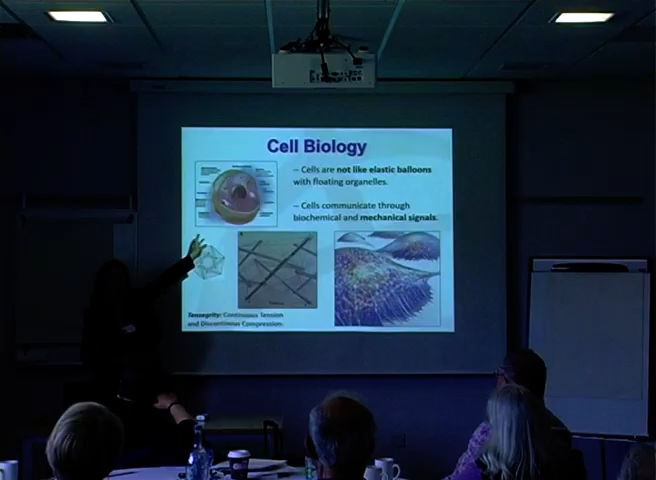 Cell Biology
– Cells are not like elastic balloons
with floating organelles.
– Cells communicate through
biochemical and mechanical signals.
Tensegrity: Continuous Tension
and Discontinuous Compression.